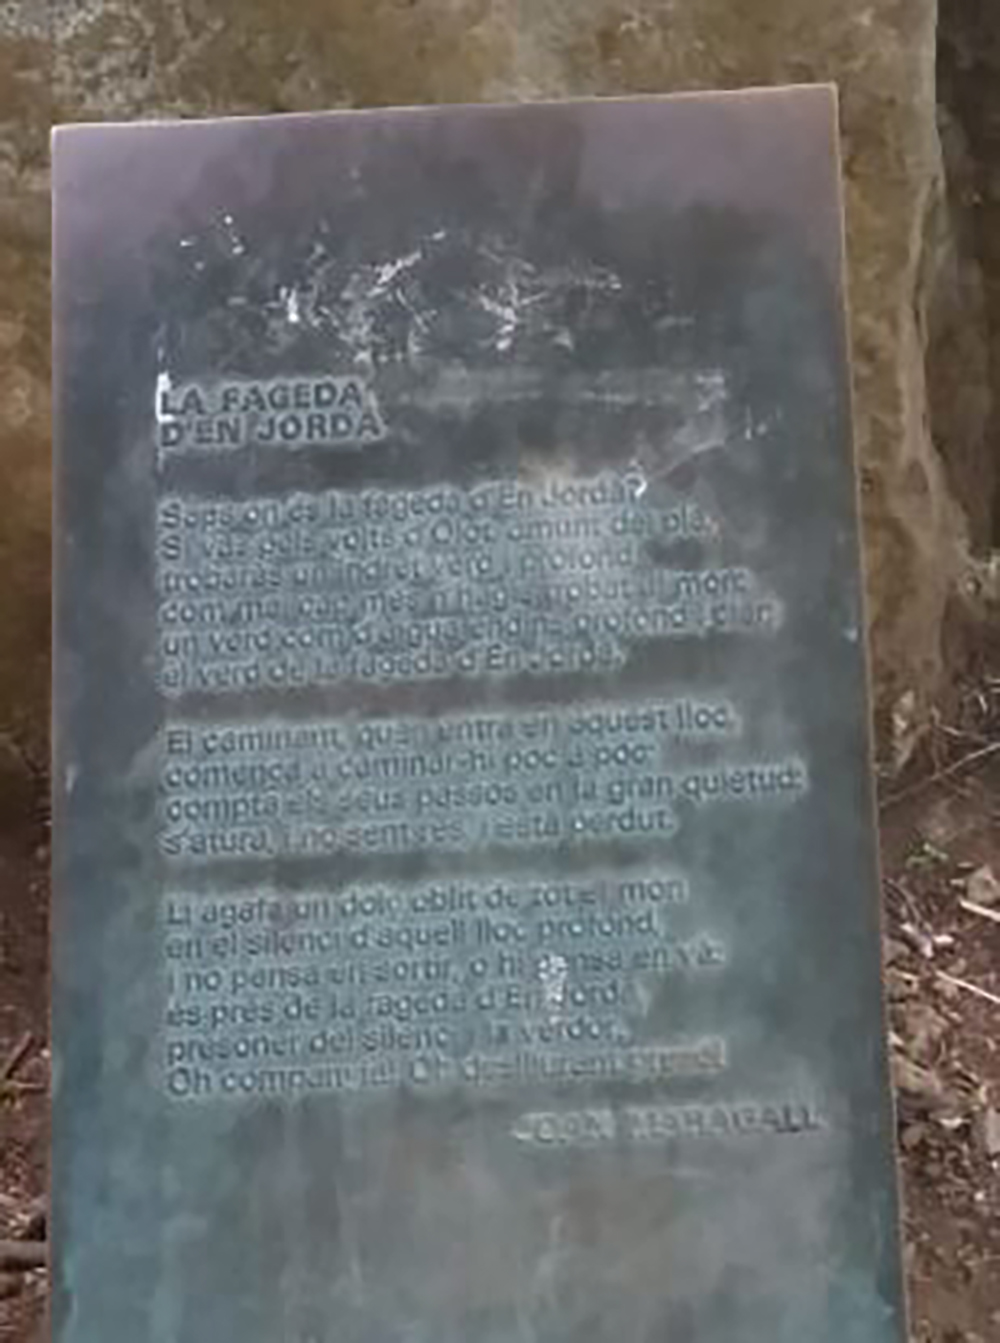 LA FAGEDA
D'EN JORDÀ
Saps on és la fageda d'En Jordà?
Si vas pels volts d'Olot, amunt del pla,
trobaràs un indret verd i profond
com mai cap més n'hagis trobat al món:
un verd com d'aigua endins, profond i clar;
el verd de la fageda d'En Jordà.
El caminant, quan entra en aquest lloc,
comença a caminar-hi poc a poc;
compta els seus passos en la gran quietud;
s'atura, i no sent res, i està perdut.
Li agafa un dolç oblit de tot el món
en el silenci d'aquell lloc profond,
i no pensa en sortir, o hi pensa en va:
és pres de la fageda d'En Jordà,
presoner del silenci i la verdor.
Oh companyia! Oh deslliurant presó!
JOAN MARAGALL